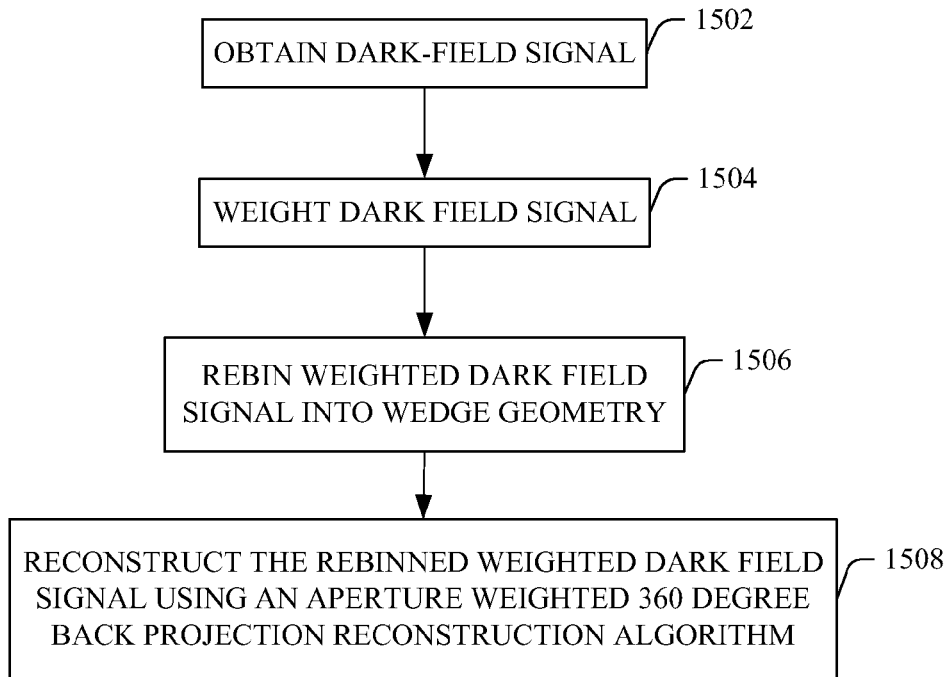 1502
OBTAIN DARK-FIELD SIGNAL
1504
WEIGHT DARK FIELD SIGNAL
1506
REBIN WEIGHTED DARK FIELD
SIGNAL INTO WEDGE GEOMETRY
1508
RECONSTRUCT THE REBINNED WEIGHTED DARK FIELD
SIGNAL USING AN APERTURE WEIGHTED 360 DEGREE
BACK PROJECTION RECONSTRUCTION ALGORITHM